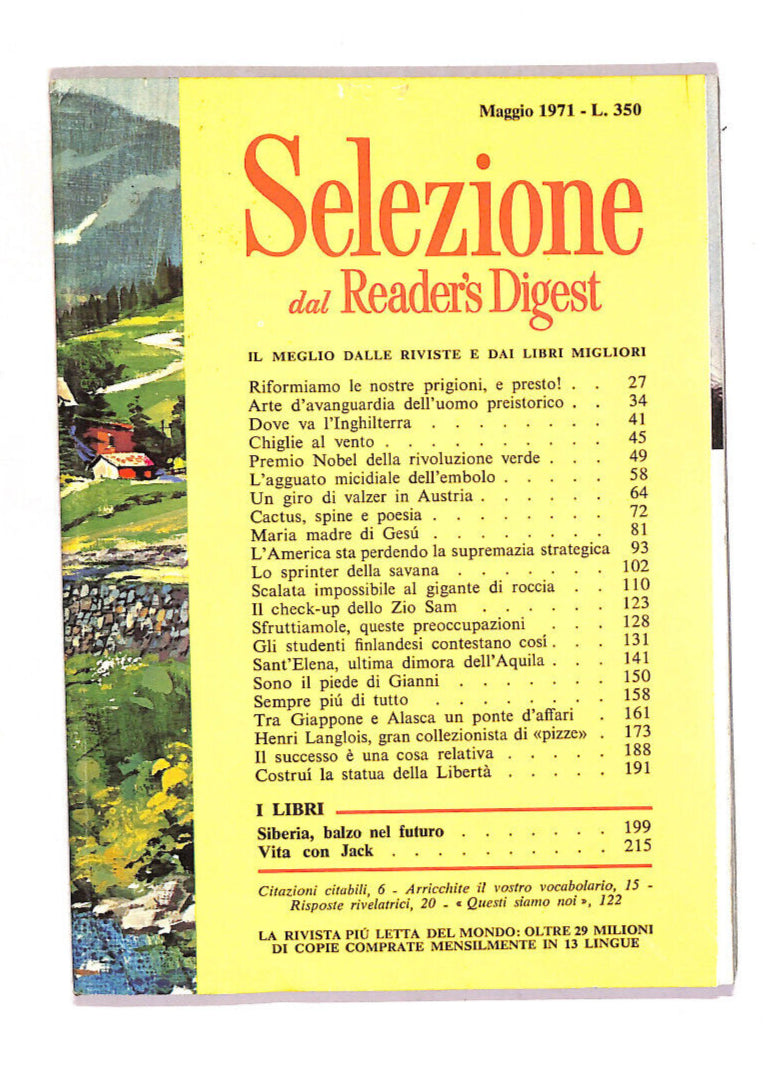 Maggio 1971 - L. 350
Selezione
dal Reader's Digest
IL MEGLIO DALLE RIVISTE E DAI LIBRI MIGLIORI
Riformiamo le nostre prigioni, e presto! . . 27
Arte d'avanguardia dell'uomo preistorico . . 34
Dove va l'Inghilterra . . . . . . . . 41
Chiglie al vento . . . . . . . . . . 45
Premio Nobel della rivoluzione verde . . . 49
L'agguato micidiale dell'embolo . . . . . 58
Un giro di valzer in Austria . . . . . . 64
Cactus, spine e poesia . . . . . . . . 72
Maria madre di Gesú . . . . . . . . 81
L'America sta perdendo la supremazia strategica 93
Lo sprinter della savana . . . . . . . 102
Scalata impossibile al gigante di roccia . . 110
Il check-up dello Zio Sam . . . . . . 123
Sfruttiamole, queste preoccupazioni . . . 128
Gli studenti finlandesi contestano cosí . . . 131
Sant'Elena, ultima dimora dell'Aquila . . . 141
Sono il piede di Gianni . . . . . . . 150
Sempre piú di tutto . . . . . . . . 158
Tra Giappone e Alasca un ponte d'affari . 161
Henri Langlois, gran collezionista di «pizze» . 173
Il successo è una cosa relativa . . . . . 188
Costruí la statua della Libertà . . . . . 191
I LIBRI
Siberia, balzo nel futuro . . . . . . . 199
Vita con Jack . . . . . . . . . . 215
Citazioni citabili, 6 - Arricchite il vostro vocabolario, 15 -
Risposte rivelatrici, 20 - « Questi siamo noi », 122
LA RIVISTA PIÚ LETTA DEL MONDO: OLTRE 29 MILIONI
DI COPIE COMPRATE MENSILMENTE IN 13 LINGUE